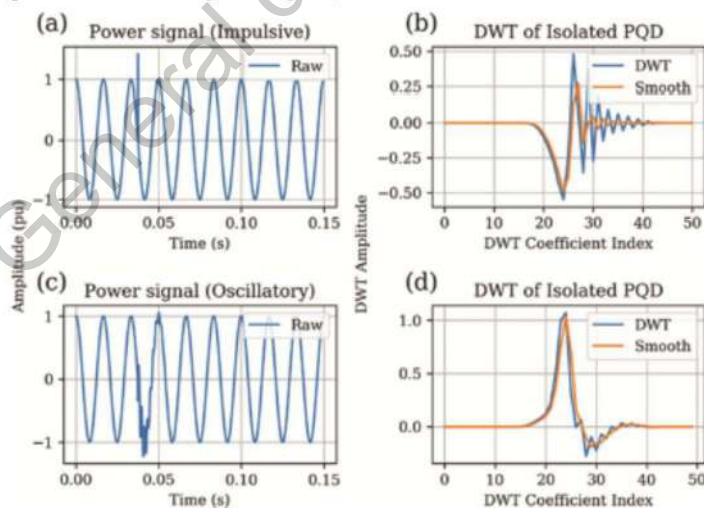 (a)
Power signal (Impulsive)
Raw
1
0
−1
0.00 0.05 0.10 0.15
Time (s)
(b)
DWT of Isolated PQD
DWT
Smooth
0.50
0.25
0.00
−0.25
−0.50
0 10 20 30 40 50
DWT Coefficient Index
Amplitude (pu)
DWT Amplitude
(c)
Power signal (Oscillatory)
Raw
1
0
−1
0.00 0.05 0.10 0.15
Time (s)
(d)
DWT of Isolated PQD
DWT
Smooth
1.0
0.5
0.0
0 10 20 30 40 50
DWT Coefficient Index
General